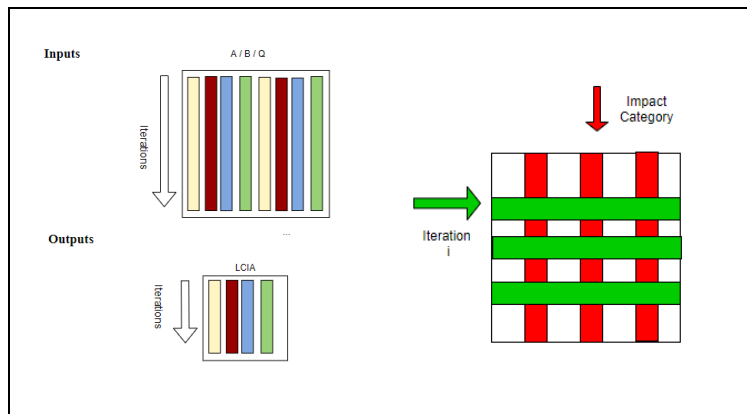 Inputs
A / B / Q
Iterations
Outputs
...
LCIA
Iterations
Impact
Category
Iteration
i